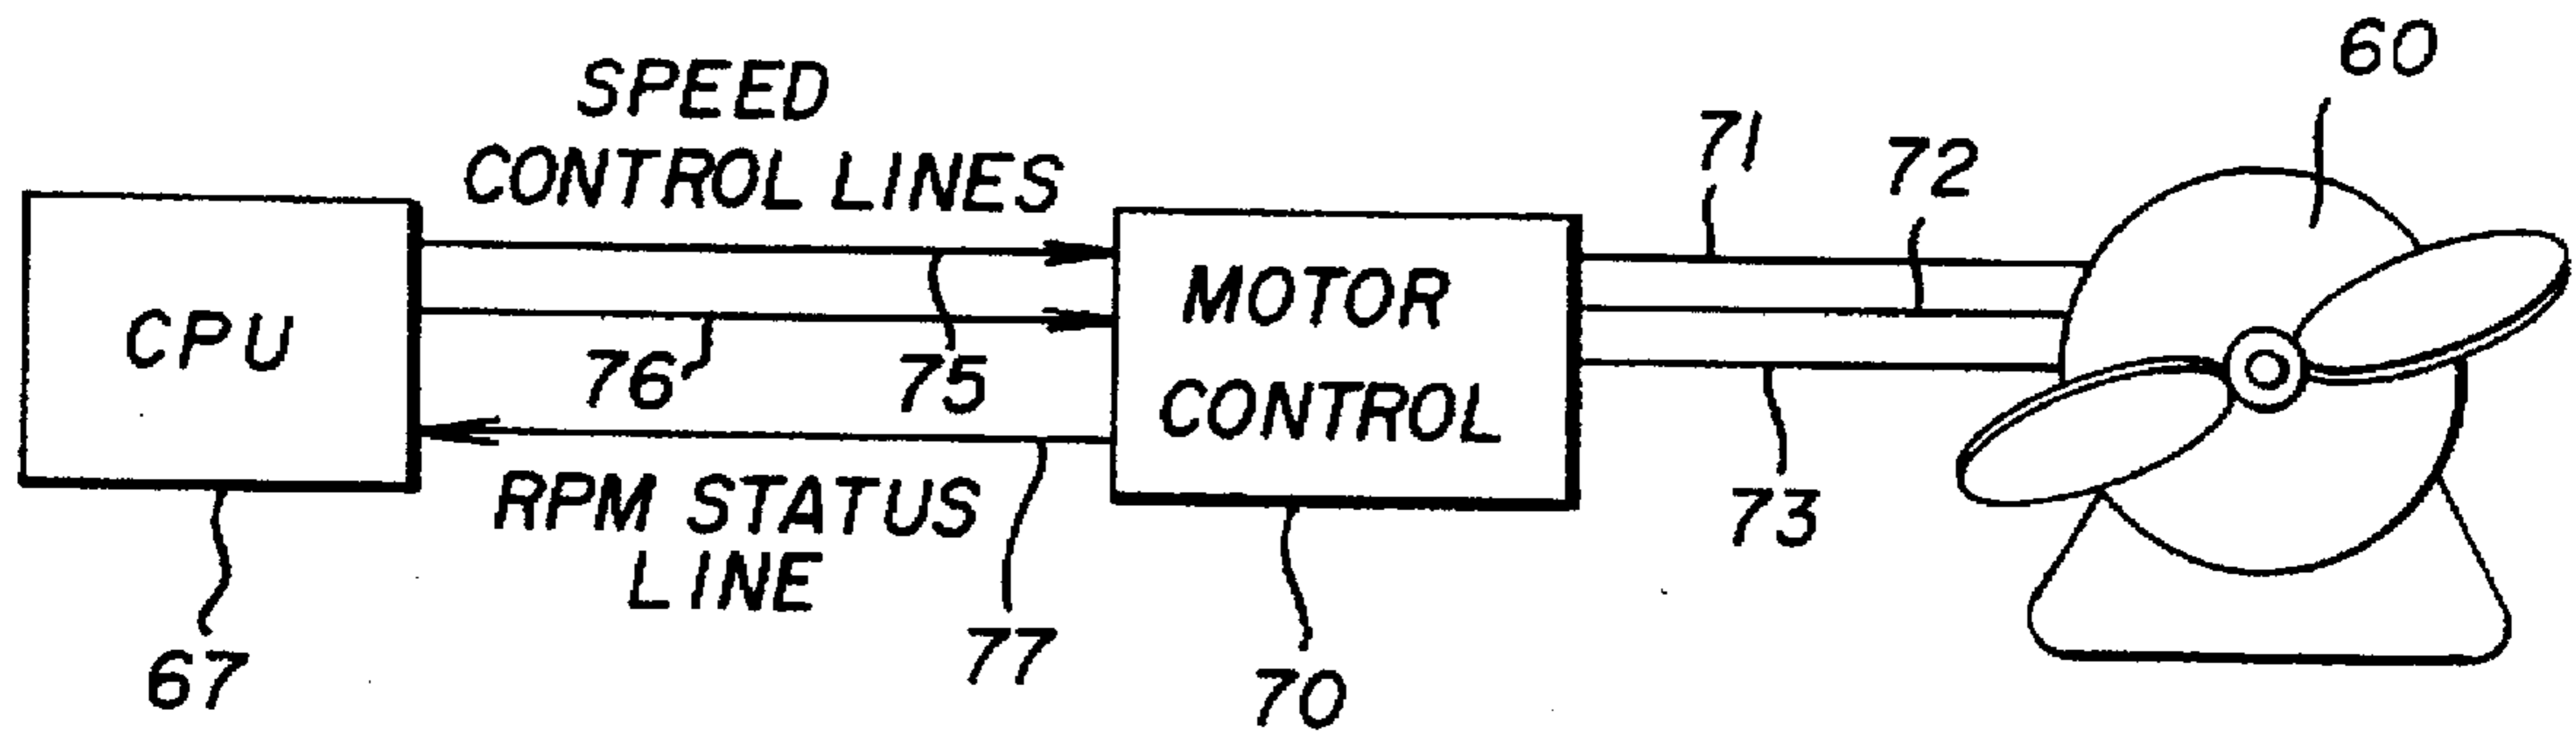 60
SPEED
CONTROL LINES
71
72
CPU
76
75
MOTOR
CONTROL
RPM STATUS
LINE
73
67
77
70